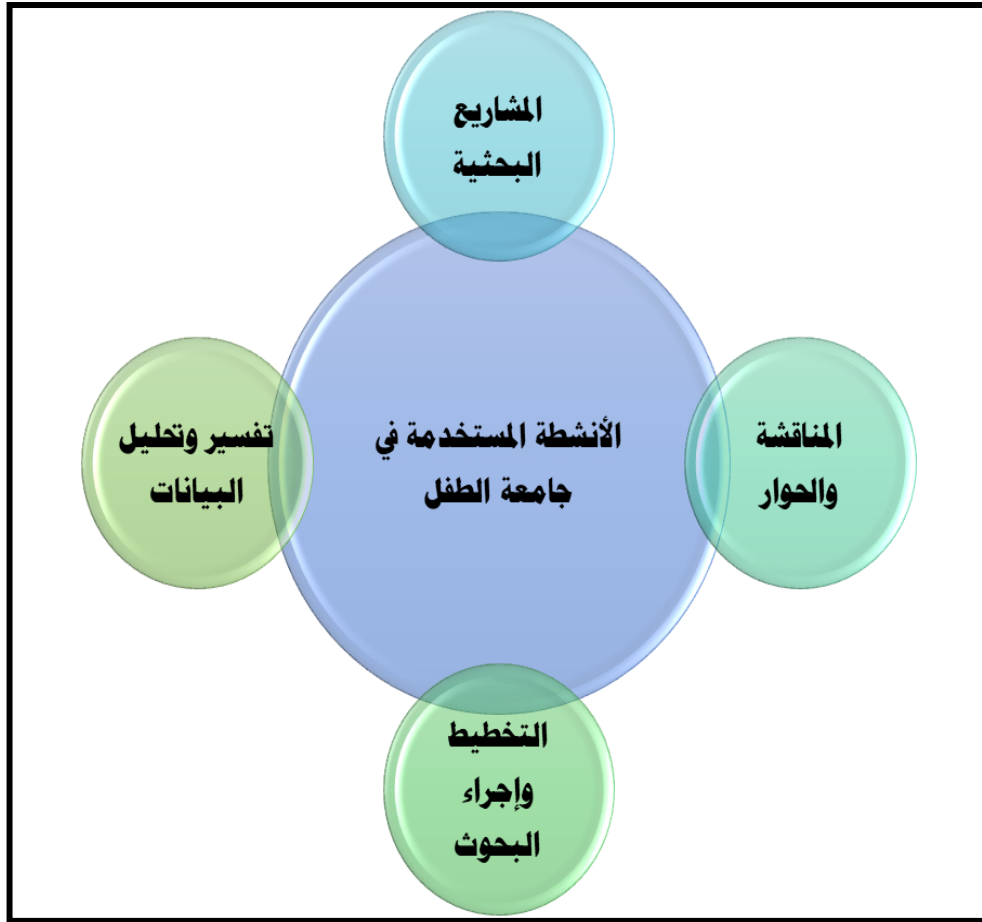 المشاريع
البحثية
الأنشطة المستخدمة في
جامعة الطفل
المناقشة
والحوار
التخطيط
وإجراء
البحوث
تفسير وتحليل
البيانات